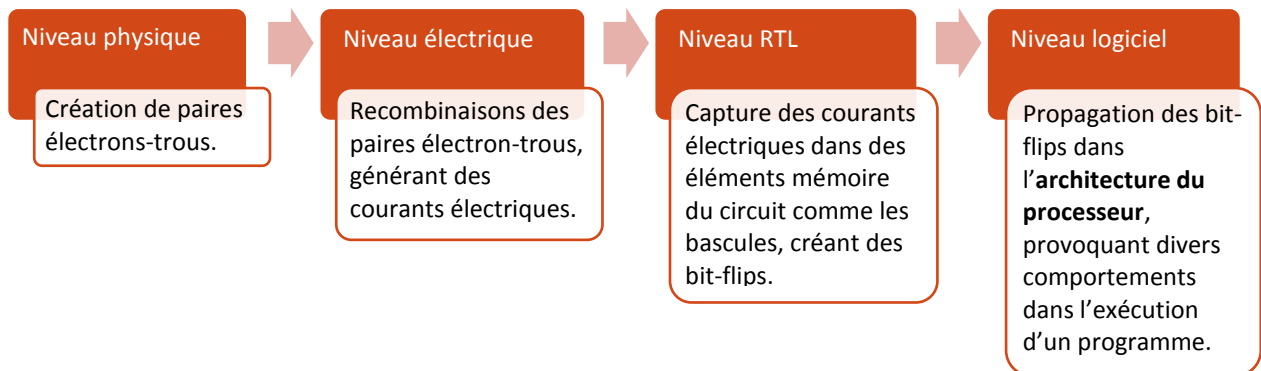 Niveau physique
Création de paires
électrons-trous.
Niveau électrique
Recombinaisons des
paires électron-trous,
générant des
courants électriques.
Niveau RTL
Capture des courants
électriques dans des
éléments mémoire
du circuit comme les
bascules, créant des
bit-flips.
Niveau logiciel
Propagation des bit-
flips dans
l’architecture du
processeur,
provoquant divers
comportements
dans l’exécution
d’un programme.